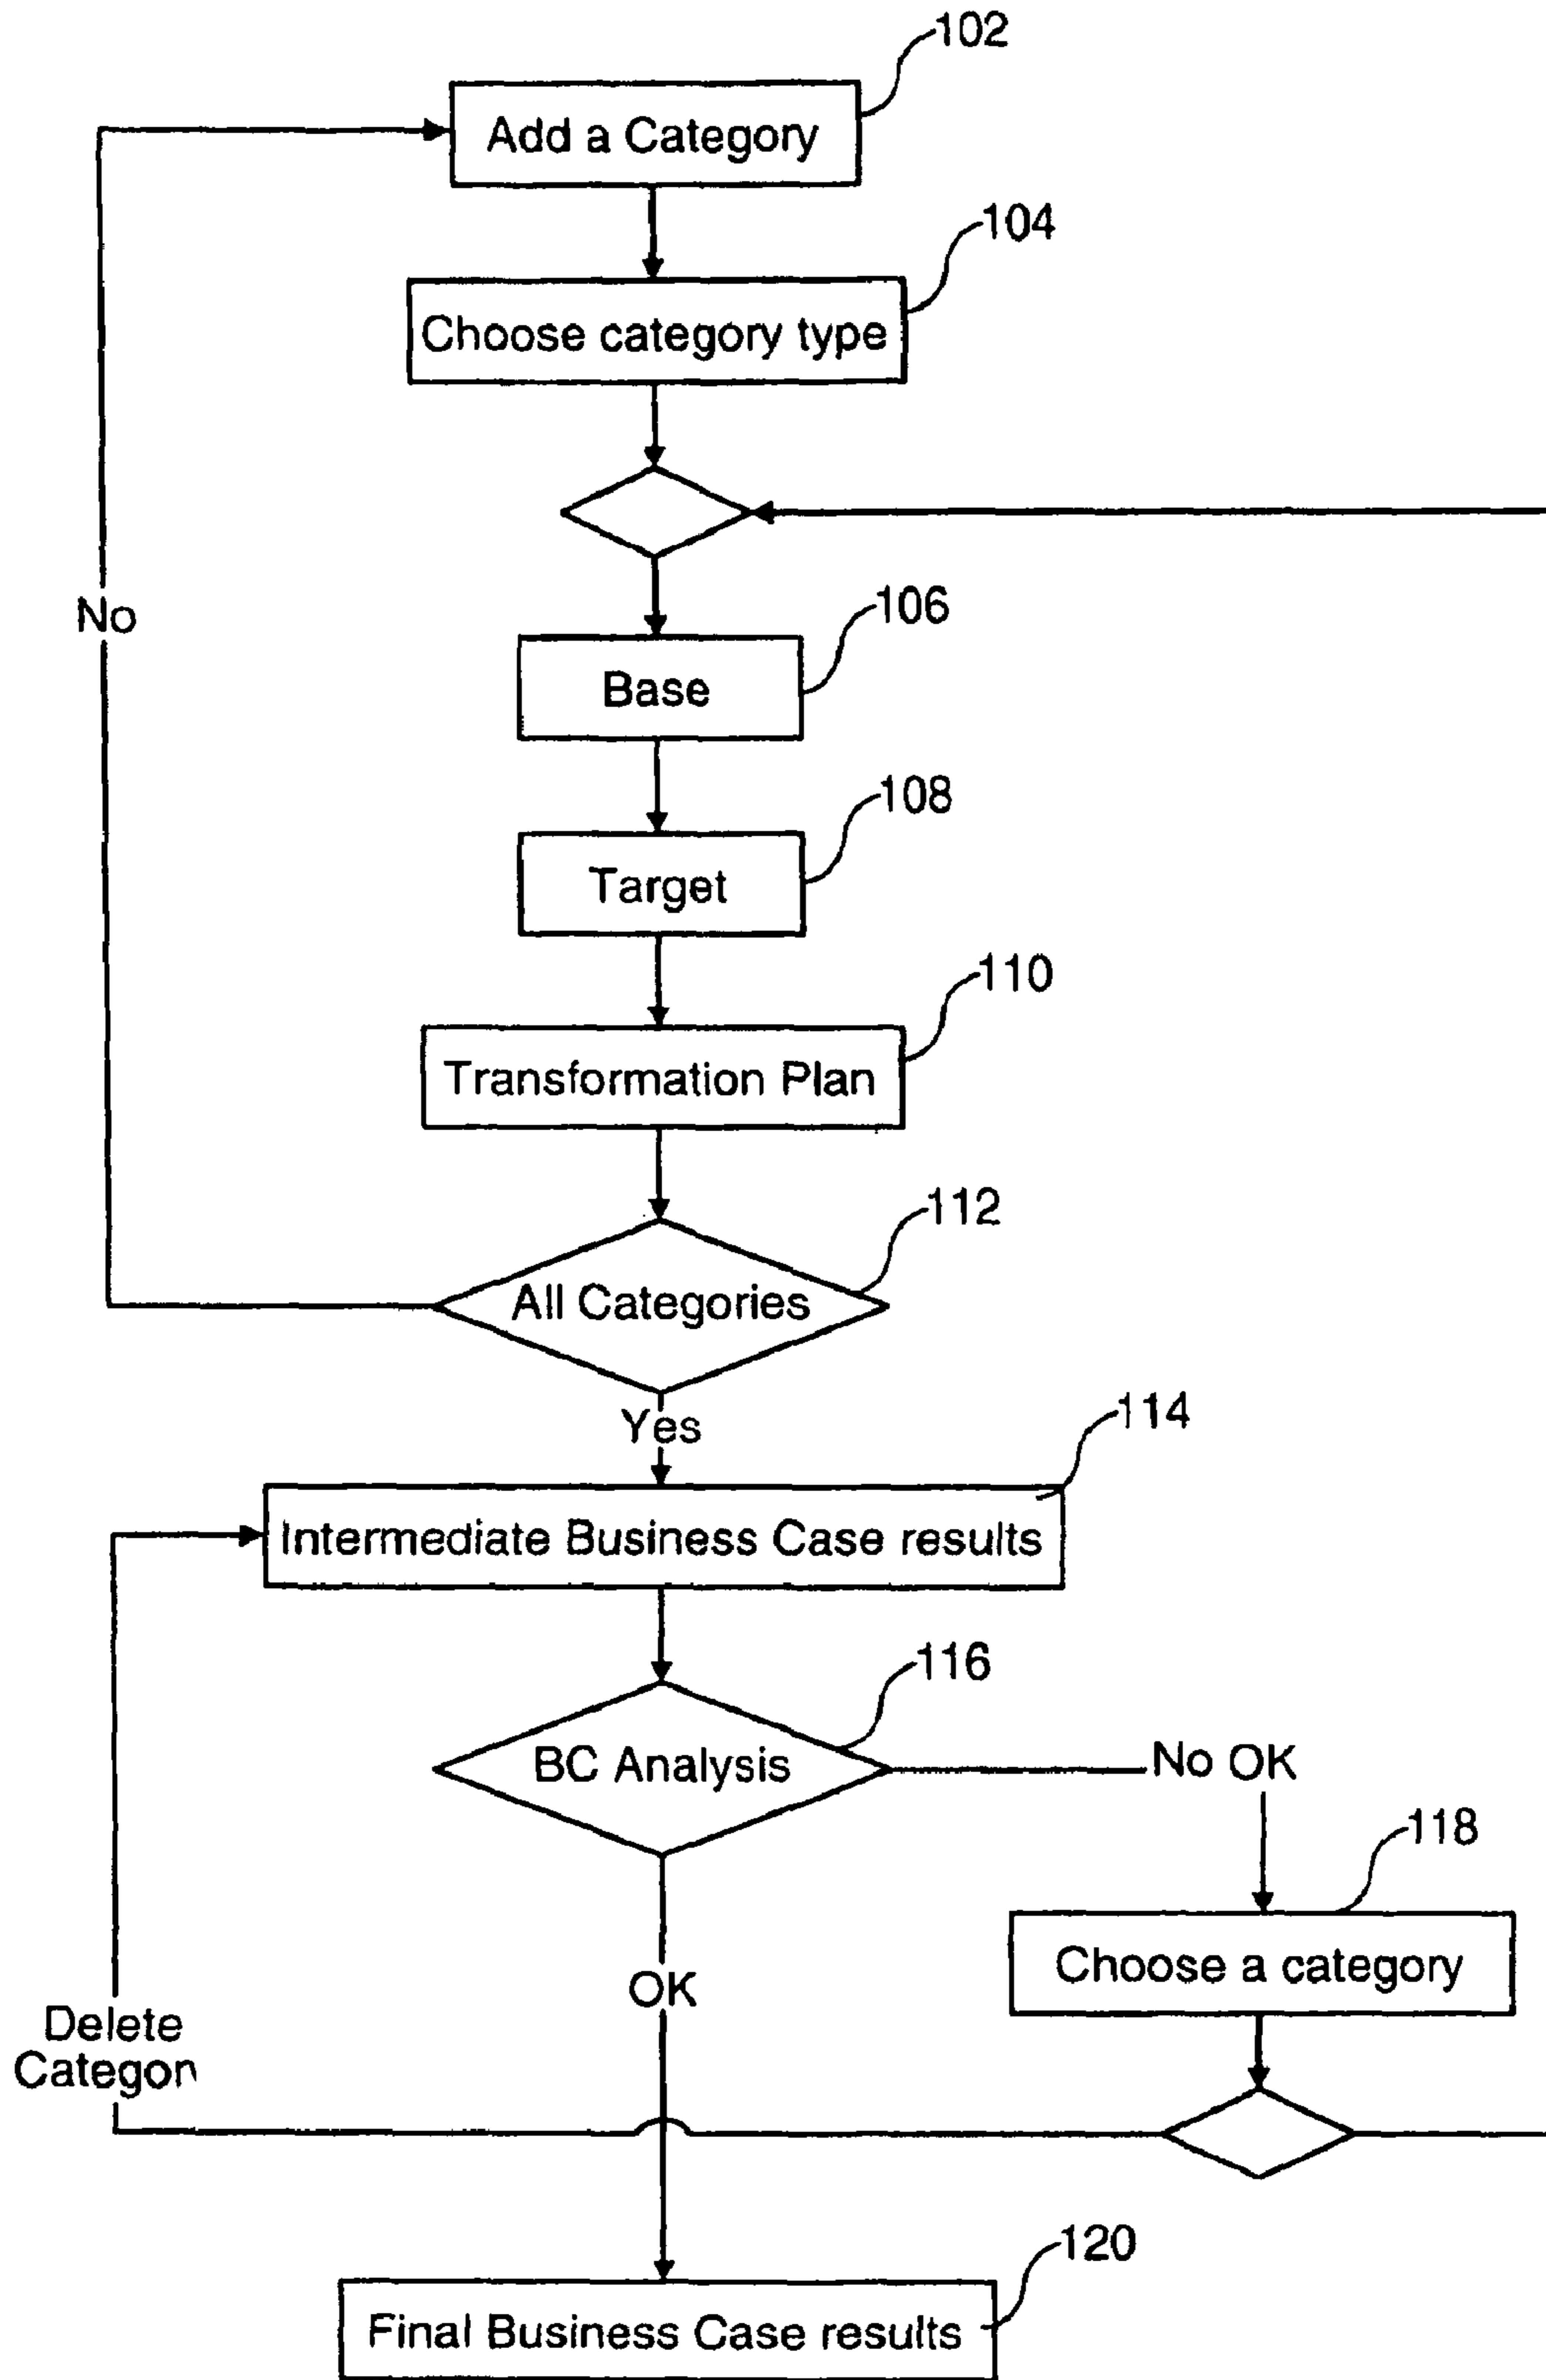 102
Add a Category
104
Choose category type
No
106
Base
108
Target
110
Transformation Plan
112
All Categories
Yes
114
Intermediate Business Case results
116
BC Analysis
No OK
118
Choose a category
OK
Delete
Categor
120
Final Business Case results